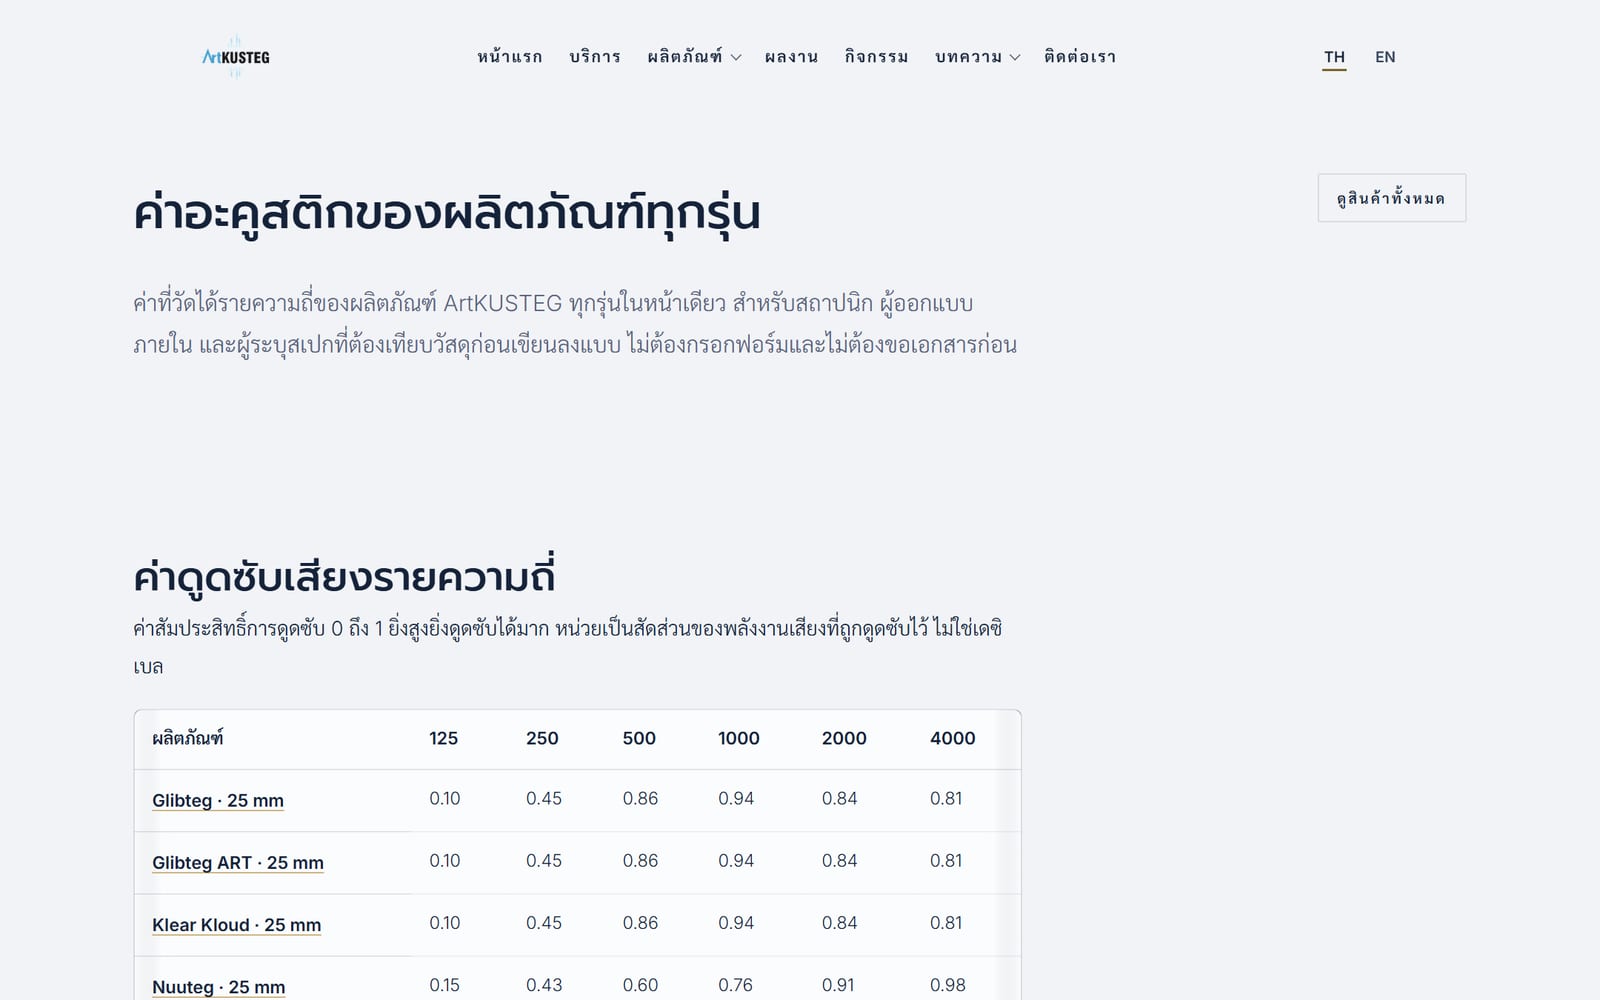 ArtKUSTEG
หน้าแรก บริการ ผลิตภัณฑ์ ผลงาน กิจกรรม บทความ ติดต่อเรา
TH EN
ค่าอะคูสติกของผลิตภัณฑ์ทุกรุ่น
ดูสินค้าทั้งหมด
ค่าที่วัดได้รายความถี่ของผลิตภัณฑ์ ArtKUSTEG ทุกรุ่นในหน้าเดียว สำหรับสถาปนิก ผู้ออกแบบ
ภายใน และผู้ระบุสเปกที่ต้องเทียบวัสดุก่อนเขียนลงแบบ ไม่ต้องกรอกฟอร์มและไม่ต้องขอเอกสารก่อน
ค่าดูดซับเสียงรายความถี่
ค่าสัมประสิทธิ์การดูดซับ 0 ถึง 1 ยิ่งสูงยิ่งดูดซับได้มาก หน่วยเป็นสัดส่วนของพลังงานเสียงที่ถูกดูดซับไว้ ไม่ใช่เดซิ
เบล
ผลิตภัณฑ์ 125 250 500 1000 2000 4000
Glibteg · 25 mm 0.10 0.45 0.86 0.94 0.84 0.81
Glibteg ART · 25 mm 0.10 0.45 0.86 0.94 0.84 0.81
Klear Kloud · 25 mm 0.10 0.45 0.86 0.94 0.84 0.81
Nuuteg · 25 mm 0.15 0.43 0.60 0.76 0.91 0.98